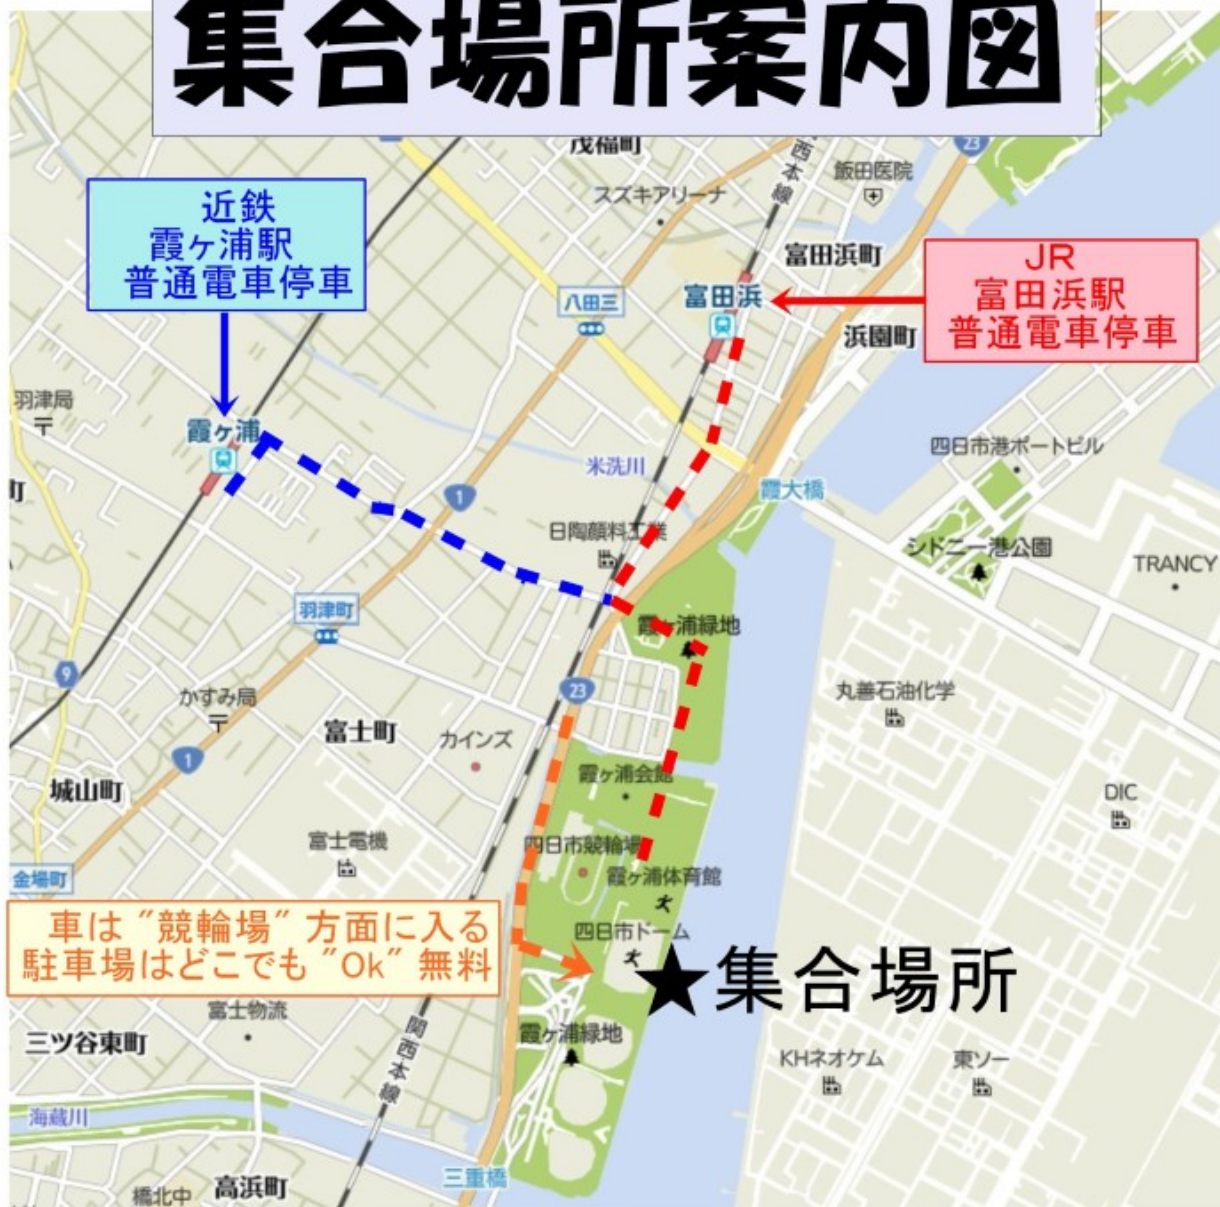 集合場所案内図
茂福町
関西本線
23
飯田医院
スズキアリーナ
近鉄
霞ヶ浦駅
普通電車停車
富田浜町
JR
富田浜駅
普通電車停車
八田三
富田浜
浜園町
羽津局
霞ヶ浦
四日市港ポートビル
町
米洗川
1
霞大橋
日陶顔料工業
シドニー港公園
TRANCY
羽津町
霞ヶ浦緑地
9
23
かすみ局
丸善石油化学
富士町
カインズ
1
城山町
霞ヶ浦会館
DIC
富士電機
四日市競輪場
金場町
霞ヶ浦体育館
車は "競輪場" 方面に入る
駐車場はどこでも "Ok" 無料
四日市ドーム
★集合場所
富士物流
三ツ谷東町
関西本線
霞ヶ浦緑地
KHネオケム
東ソー
海蔵川
三重橋
橋北中
高浜町